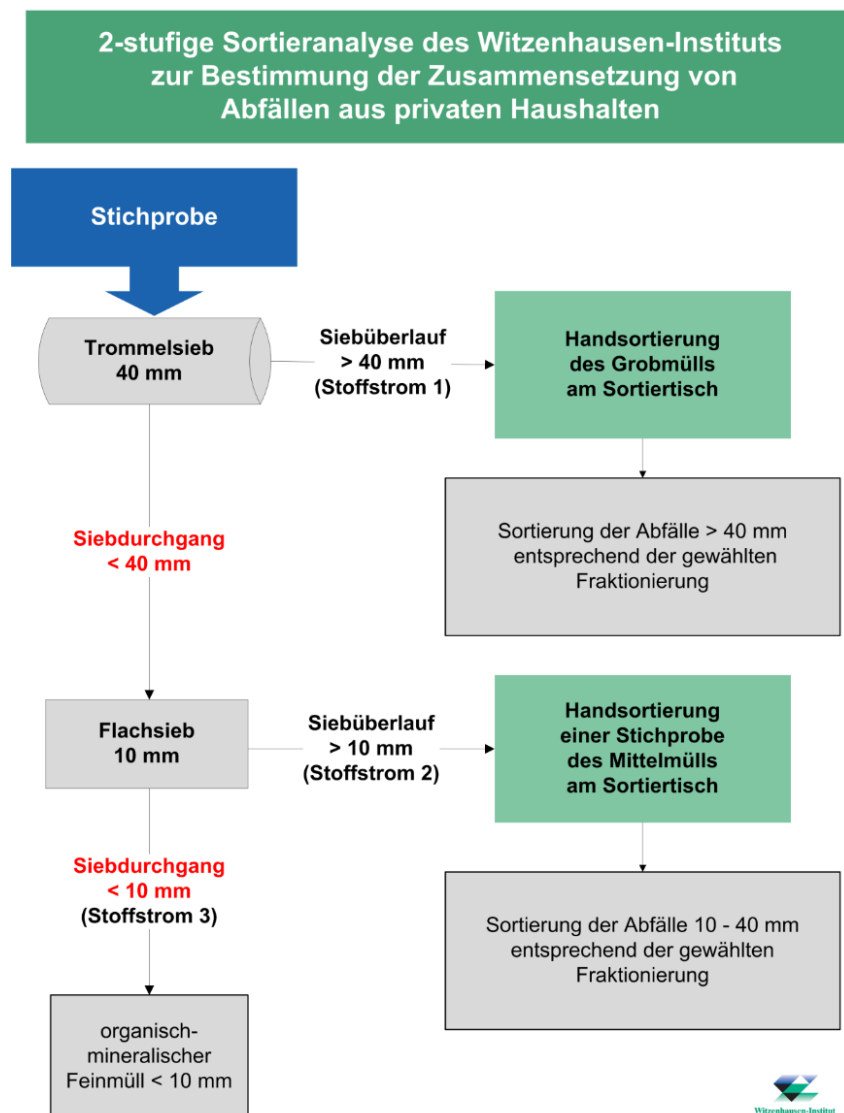 2-stufige Sortieranalyse des Witzenhausen-Instituts
zur Bestimmung der Zusammensetzung von
Abfällen aus privaten Haushalten
Stichprobe
Trommelsieb
40 mm
Siebüberlauf
> 40 mm
(Stoffstrom 1)
Handsortierung
des Grobmülls
am Sortiertisch
Sortierung der Abfälle > 40 mm
entsprechend der gewählten
Fraktionierung
Siebdurchgang
< 40 mm
Flachsieb
10 mm
Siebüberlauf
> 10 mm
(Stoffstrom 2)
Handsortierung
einer Stichprobe
des Mittelmülls
am Sortiertisch
Siebdurchgang
< 10 mm
(Stoffstrom 3)
Sortierung der Abfälle 10 - 40 mm
entsprechend der gewählten
Fraktionierung
organisch-
mineralischer
Feinmüll < 10 mm
Witzenhausen-Institut